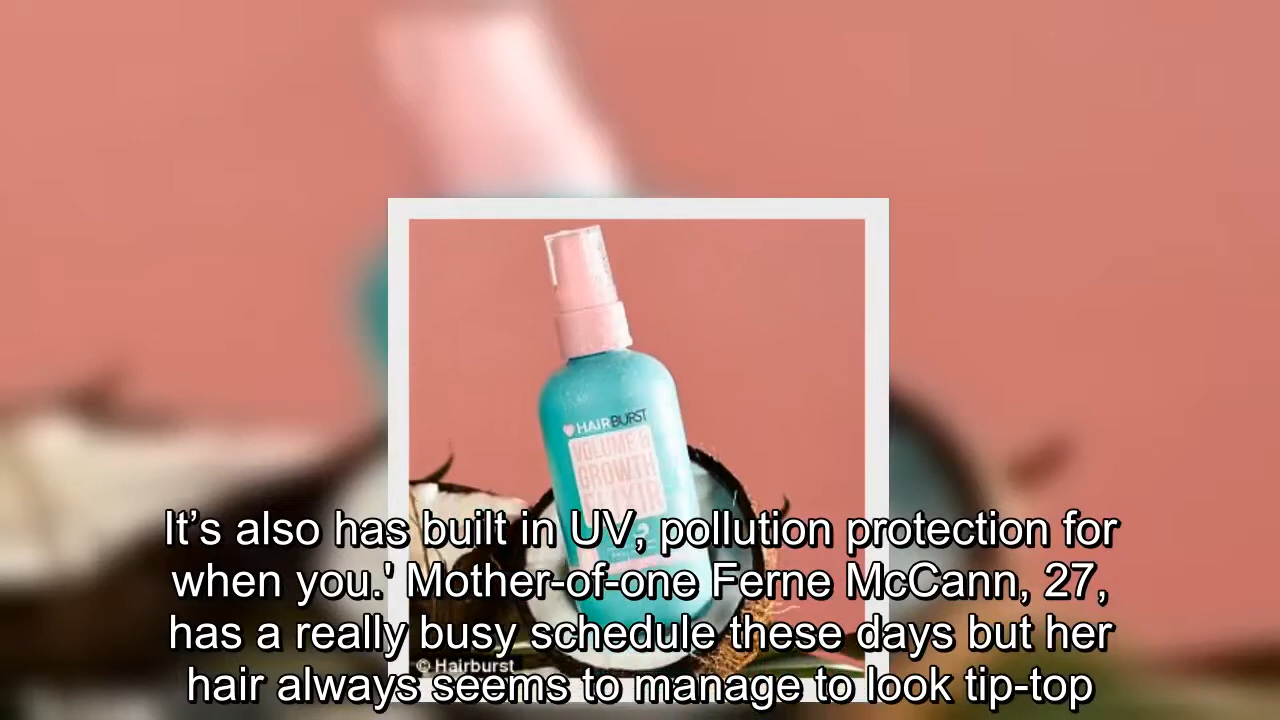 HAIRBURST
VOLUME &
GROWTH
ELIXIR
It’s also has built in UV, pollution protection for
when you.' Mother-of-one Ferne McCann, 27,
has a really busy schedule these days but her
© Hairburst
hair always seems to manage to look tip-top